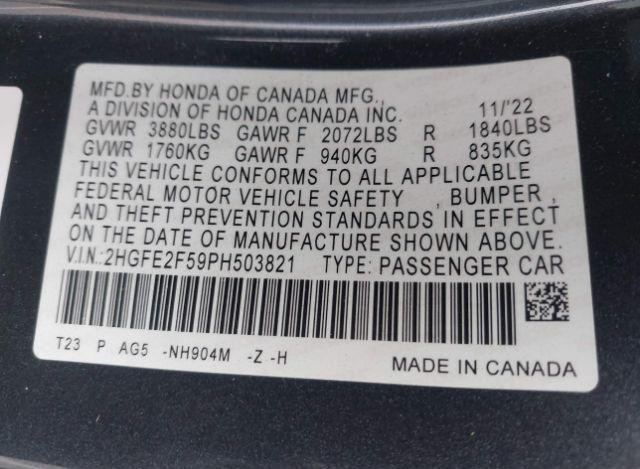 MFD.BY HONDA OF CANADA MFG.,
A DIVISION OF HONDA CANADA INC. 11/'22
GVWR 3880LBS GAWR F 2072LBS R 1840LBS
GVWR 1760KG GAWR F 940KG R 835KG
THIS VEHICLE CONFORMS TO ALL APPLICABLE
FEDERAL MOTOR VEHICLE SAFETY , BUMPER ,
AND THEFT PREVENTION STANDARDS IN EFFECT
ON THE DATE OF MANUFACTURE SHOWN ABOVE.
V.I.N.:2HGFE2F59PH503821 TYPE: PASSENGER CAR
T23 P AG5 -NH904M -Z -H
MADE IN CANADA